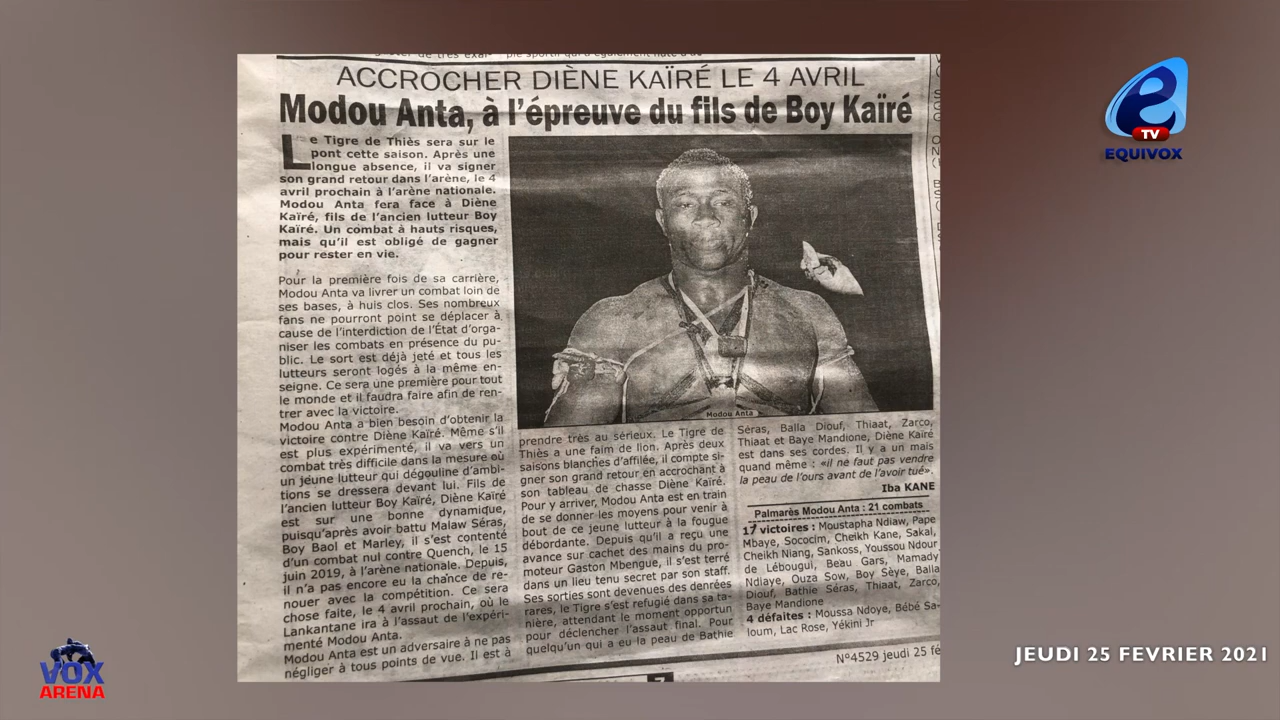 ACCROCHER DIÈNE KAÏRÉ LE 4 AVRIL
Modou Anta, à l'épreuve du fils de Boy Kaïré
Le Tigre de Thiès sera sur le
pont cette saison. Après une
longue absence, il va signer
son grand retour dans l'arène, le 4
avril prochain à l'arène nationale.
Modou Anta fera face à Diène
Kaïré, fils de l'ancien lutteur Boy
Kaïré. Un combat à hauts risques,
mais qu'il est obligé de gagner
pour rester en vie.
Pour la première fois de sa carrière,
Modou Anta va livrer un combat loin de
ses bases, à huis clos. Ses nombreux
fans ne pourront point se déplacer à
cause de l'interdiction de l'État d'orga-
niser les combats en présence du pu-
blic. Le sort est déjà jeté et tous les
lutteurs seront logés à la même en-
seigne. Ce sera une première pour tout
le monde et il faudra faire afin de ren-
trer avec la victoire.
Modou Anta a bien besoin d'obtenir la
victoire contre Diène Kaïré. Même s'il
est plus expérimenté, il va vers un
combat très difficile dans la mesure où
un jeune lutteur qui dégouline d'ambi-
tions se dressera devant lui. Fils de
l'ancien lutteur Boy Kaïré, Diène Kaïré
est sur une bonne dynamique,
puisqu'après avoir battu Malaw Séras,
Boy Baol et Marley, il s'est contenté
d'un combat nul contre Quench, le 15
juin 2019, à l'arène nationale. Depuis,
il n'a pas encore eu la chance de re-
nouer avec la compétition. Ce sera
chose faite, le 4 avril prochain, où le
Lankantane ira à l'assaut de l'expéri-
menté Modou Anta.
Modou Anta est un adversaire à ne pas
négliger à tous points de vue. Il est à
Modou Anta
prendre très au sérieux. Le Tigre de
Thiès a une faim de lion. Après deux
saisons blanches d'affilée, il compte si-
gner son grand retour en accrochant à
son tableau de chasse Diène Kaïré.
Pour y arriver, Modou Anta est en train
de se donner les moyens pour venir à
bout de ce jeune lutteur à la fougue
débordante. Depuis qu'il a reçu une
avance sur cachet des mains du pro-
moteur Gaston Mbengue, il s'est terré
dans un lieu tenu secret par son staff.
Ses sorties sont devenues des denrées
rares, le Tigre s'est refugié dans sa ta-
nière, attendant le moment opportun
pour déclencher l'assaut final. Pour
quelqu'un qui a eu la peau de Bathie
Séras, Balla Diouf, Thiaat, Zarco,
Thiaat et Baye Mandione, Diène Kaïré
est dans ses cordes. Il y a un mais
quand même : «il ne faut pas vendre
la peau de l'ours avant de l'avoir tué».
Iba KANE
Palmarès Modou Anta : 21 combats
17 victoires : Moustapha Ndiaw, Pape
Mbaye, Sococim, Cheikh Kane, Sakal,
Cheikh Niang, Sankoss, Youssou Ndour
de Lébougui, Beau Gars, Mamady
Ndiaye, Ouza Sow, Boy Sèye, Balla
Diouf, Bathie Séras, Thiaat, Zarco,
Baye Mandione
4 défaites : Moussa Ndoye, Bébé Sa-
loum, Lac Rose, Yékini Jr
N°4529 jeudi 25 fé
7
e
TV
EQUIVOX
VOX
ARENA
JEUDI 25 FEVRIER 2021